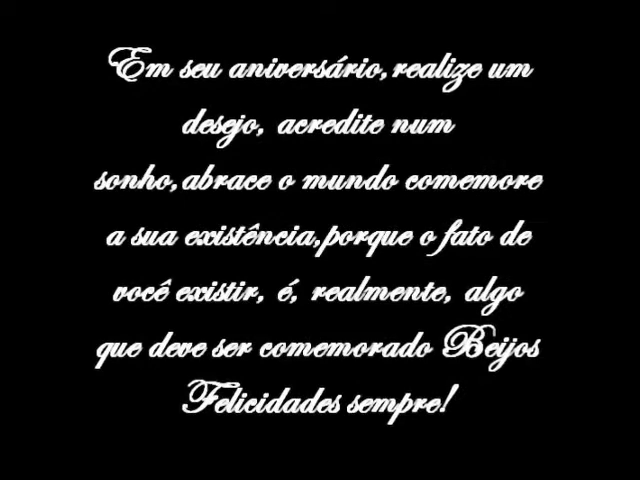 Em seu aniversário,realize um
desejo, acredite num
sonho,abrace o mundo comemore
a sua existência,porque o fato de
você existir, é, realmente, algo
que deve ser comemorado Beijos
Felicidades sempre!